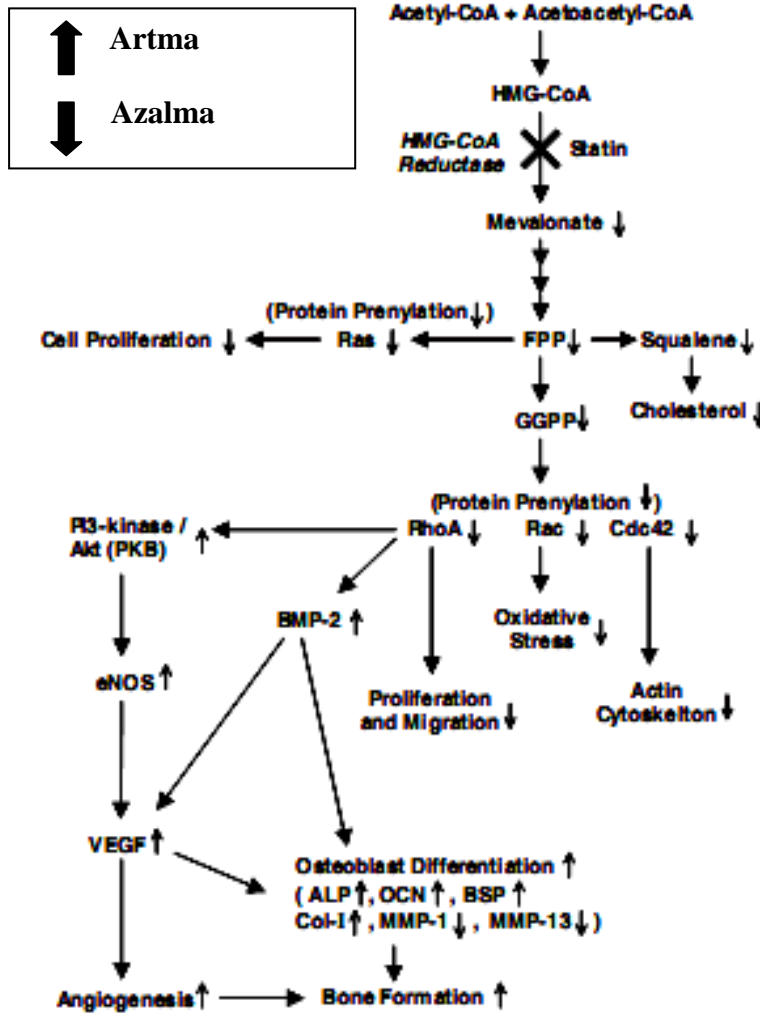 Artma
Azalma
Acetyl-CoA + Acetoacetyl-CoA
HMG-CoA
HMG-CoA
Reductase
Statin
Mevalonate ↓
(Protein Prenylation↓)
Cell Proliferation ↓
Ras ↓
FPP↓
Squalene↓
GGPP↓
Cholesterol ↓
(Protein Prenylation ↓)
PI3-kinase /
Akt (PKB) ↑
RhoA↓
Rac ↓
Cdc42 ↓
BMP-2 ↑
Oxidative
Stress ↓
eNOS ↑
Proliferation
and Migration ↓
Actin
Cytoskelton ↓
VEGF ↑
Osteoblast Differentiation ↑
( ALP↑, OCN ↑, BSP ↑
Col-I↑, MMP-1↓, MMP-13↓)
Angiogenesis↑
Bone Formation ↑